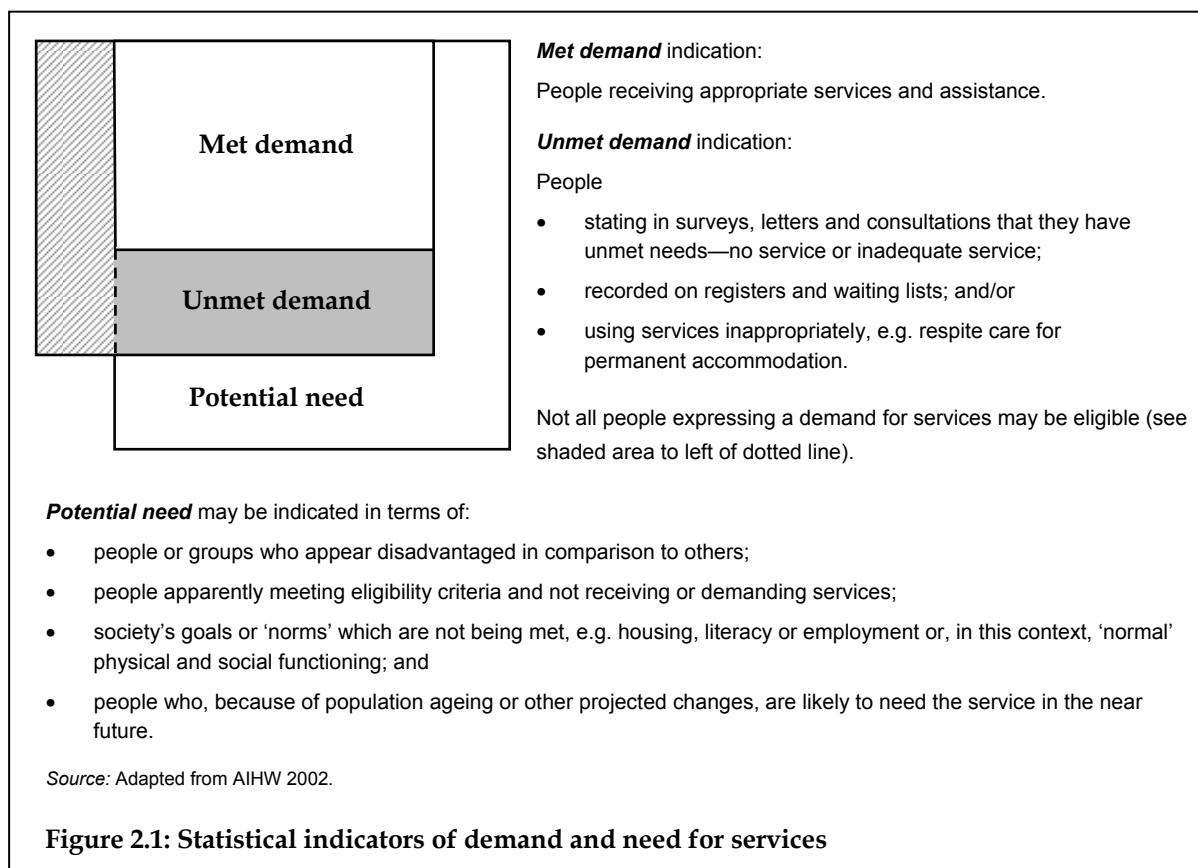 Met demand
Unmet demand
Potential need
Met demand indication:
People receiving appropriate services and assistance.
Unmet demand indication:
People
• stating in surveys, letters and consultations that they have
unmet needs—no service or inadequate service;
• recorded on registers and waiting lists; and/or
• using services inappropriately, e.g. respite care for
permanent accommodation.
Not all people expressing a demand for services may be eligible (see
shaded area to left of dotted line).
Potential need may be indicated in terms of:
• people or groups who appear disadvantaged in comparison to others;
• people apparently meeting eligibility criteria and not receiving or demanding services;
• society’s goals or ‘norms’ which are not being met, e.g. housing, literacy or employment or, in this context, ‘normal’
physical and social functioning; and
• people who, because of population ageing or other projected changes, are likely to need the service in the near
future.
Source: Adapted from AIHW 2002.
Figure 2.1: Statistical indicators of demand and need for services